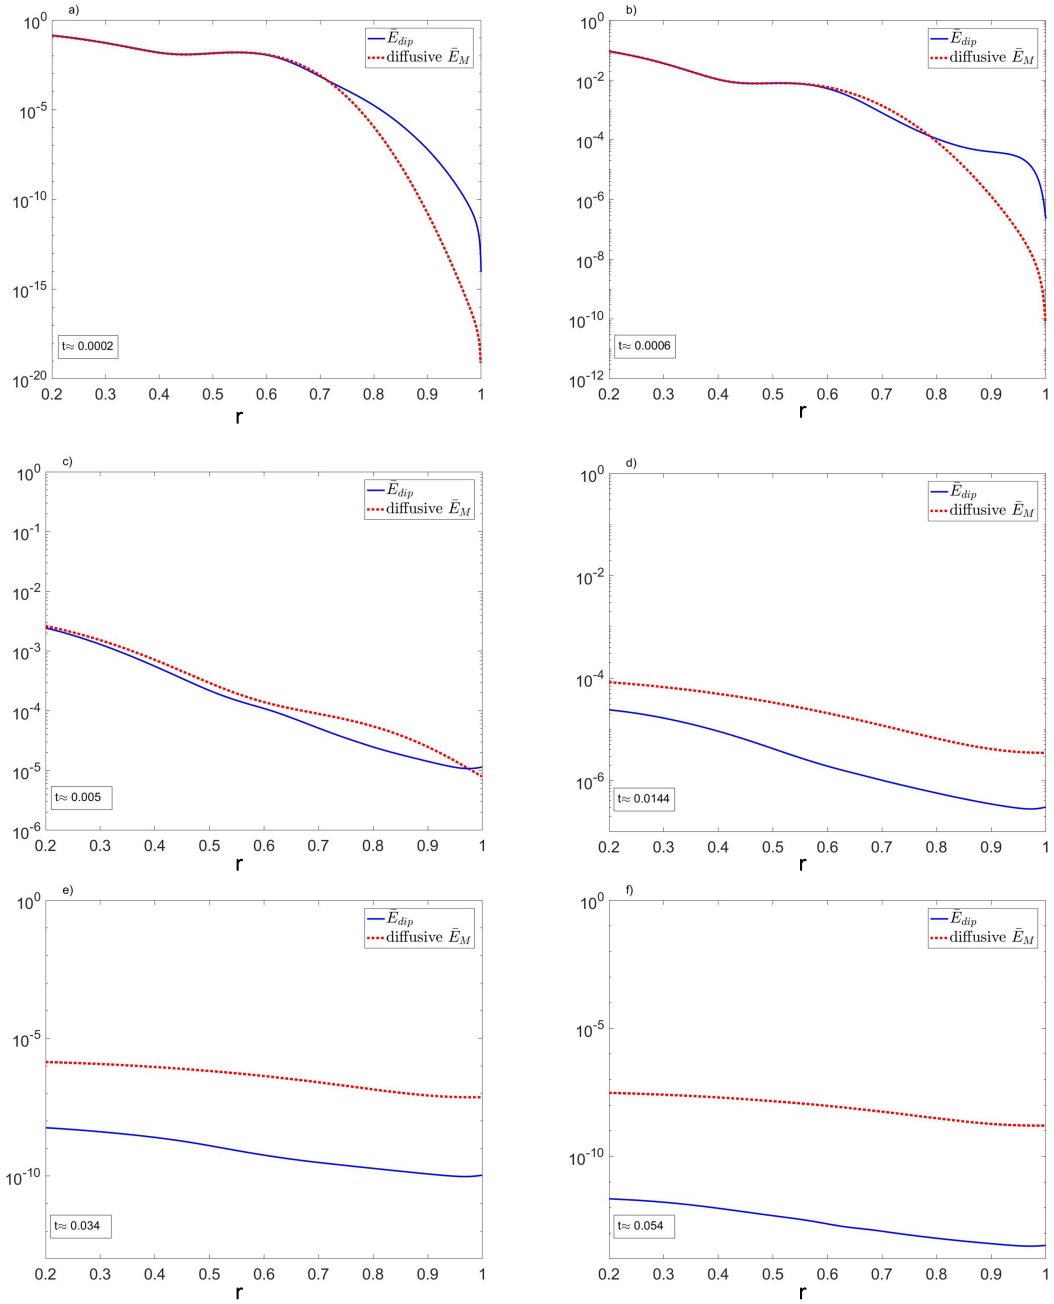 a)
10^0
10^-5
10^-10
10^-15
10^-20
0.2 0.3 0.4 0.5 0.6 0.7 0.8 0.9 1
r
Ē_dip
diffusive Ē_M
t≈ 0.0002
b)
10^0
10^-2
10^-4
10^-6
10^-8
10^-10
10^-12
0.2 0.3 0.4 0.5 0.6 0.7 0.8 0.9 1
r
Ē_dip
diffusive Ē_M
t≈ 0.0006
c)
10^0
10^-1
10^-2
10^-3
10^-4
10^-5
10^-6
0.2 0.3 0.4 0.5 0.6 0.7 0.8 0.9 1
r
Ē_dip
diffusive Ē_M
t≈ 0.005
d)
10^0
10^-2
10^-4
10^-6
0.2 0.3 0.4 0.5 0.6 0.7 0.8 0.9 1
r
Ē_dip
diffusive Ē_M
t≈ 0.0144
e)
10^0
10^-5
10^-10
0.2 0.3 0.4 0.5 0.6 0.7 0.8 0.9 1
r
Ē_dip
diffusive Ē_M
t≈ 0.034
f)
10^0
10^-5
10^-10
0.2 0.3 0.4 0.5 0.6 0.7 0.8 0.9 1
r
Ē_dip
diffusive Ē_M
t≈ 0.054